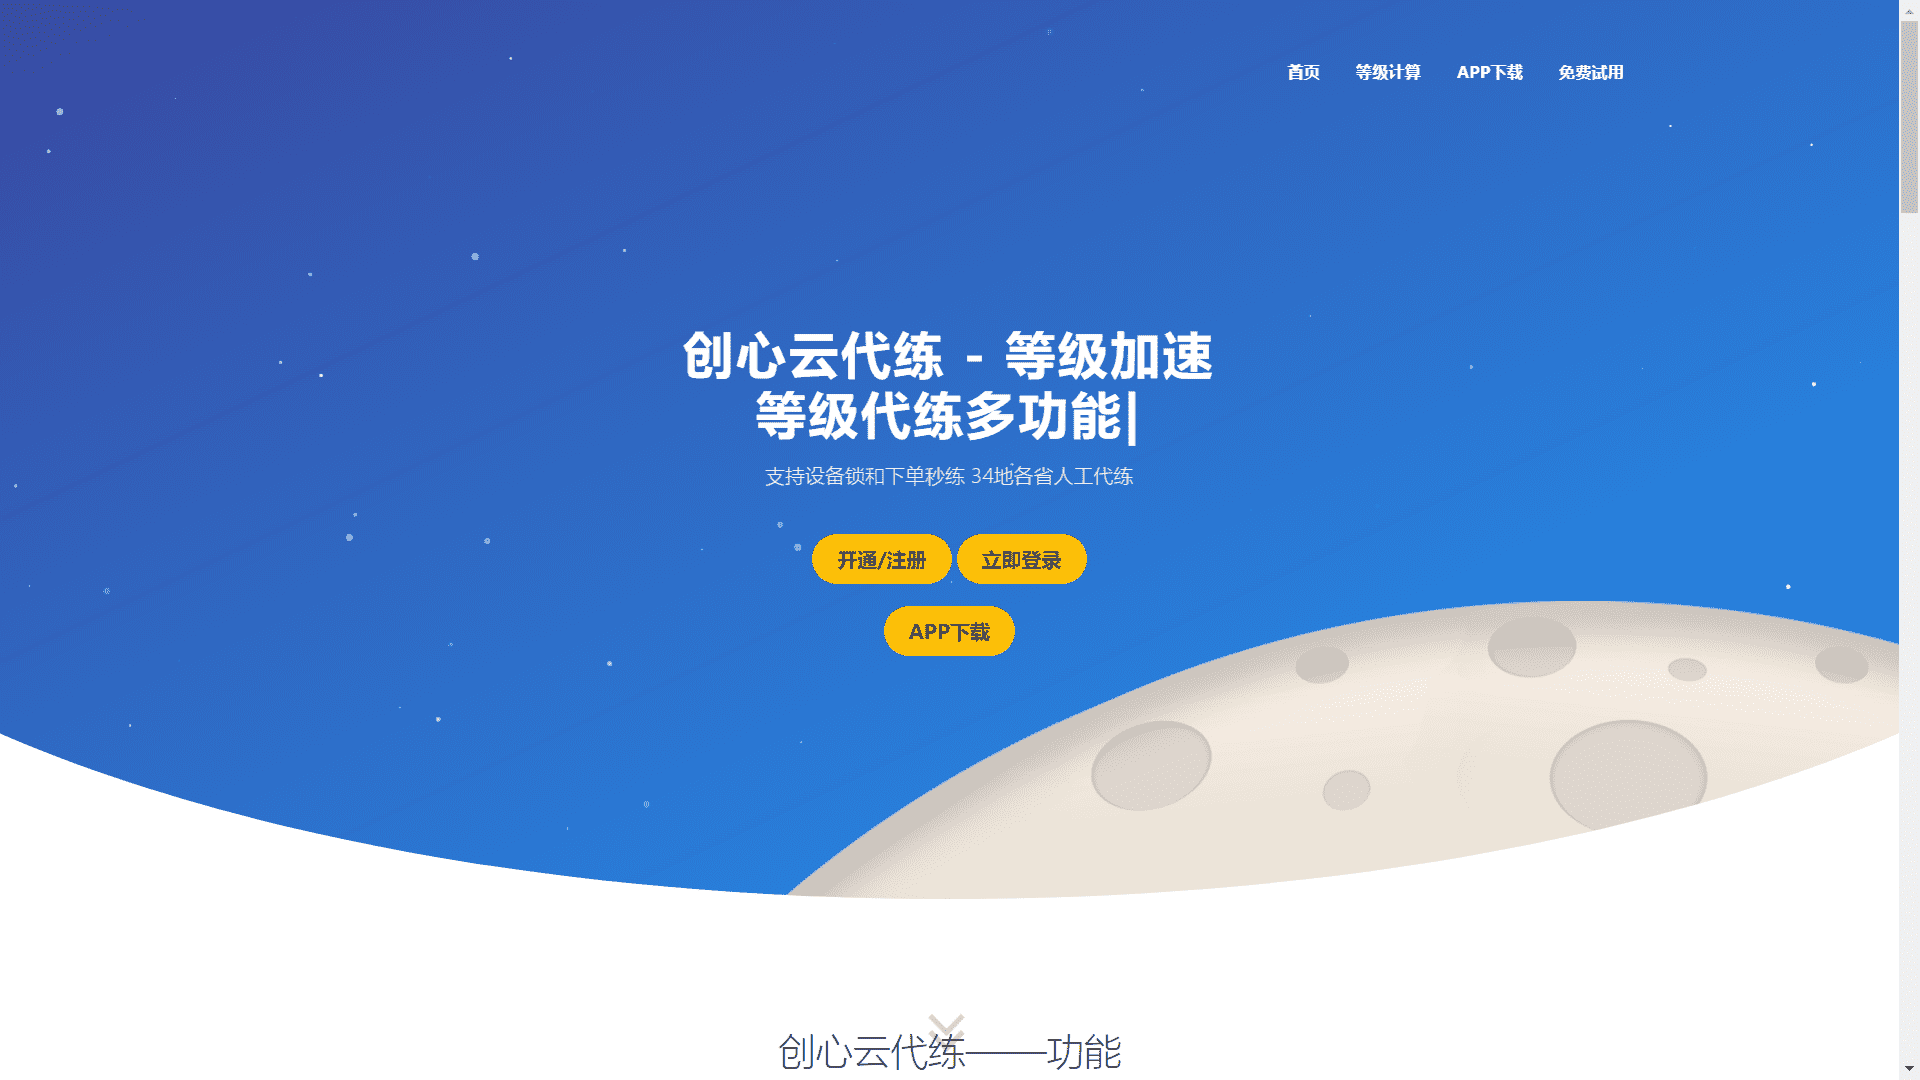 首页 等级计算 APP下载 免费试用
创心云代练 - 等级加速
等级代练多功能|
支持设备锁和下单秒练 34地各省人工代练
开通/注册 立即登录
APP下载
创心云代练——功能